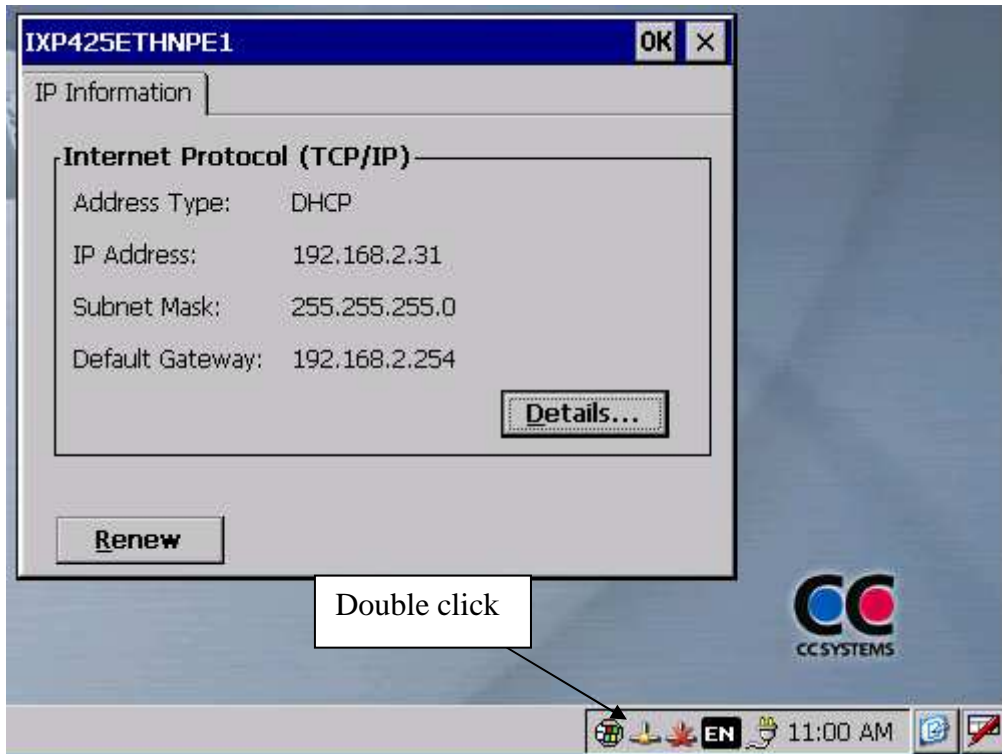 IXP425ETHNPE1 OK ×
IP Information
Internet Protocol (TCP/IP)
Address Type: DHCP
IP Address: 192.168.2.31
Subnet Mask: 255.255.255.0
Default Gateway: 192.168.2.254
Details...
Renew
Double click
CC
CC SYSTEMS
EN 11:00 AM